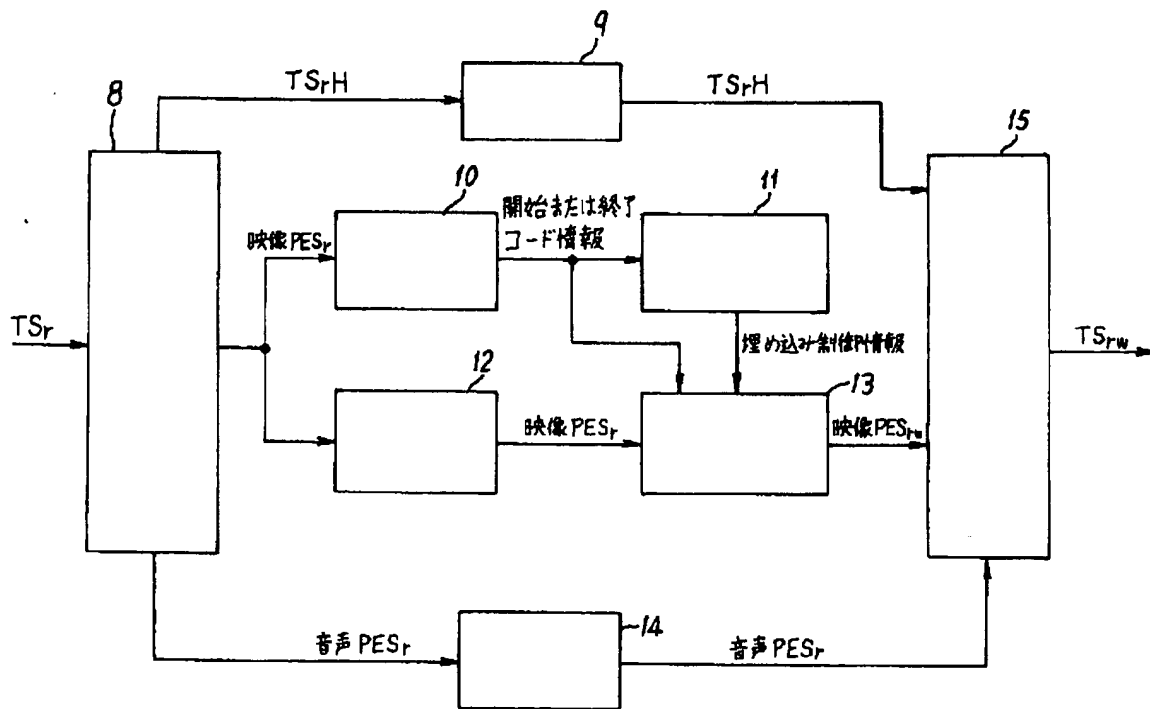 9
TSrH
TSrH
8
15
10
開始または終了
コード情報
11
映像PESr
TSr
埋め込み制御情報
TSrw
12
13
映像PESr
映像PESrw
14
音声PESr
音声PESr